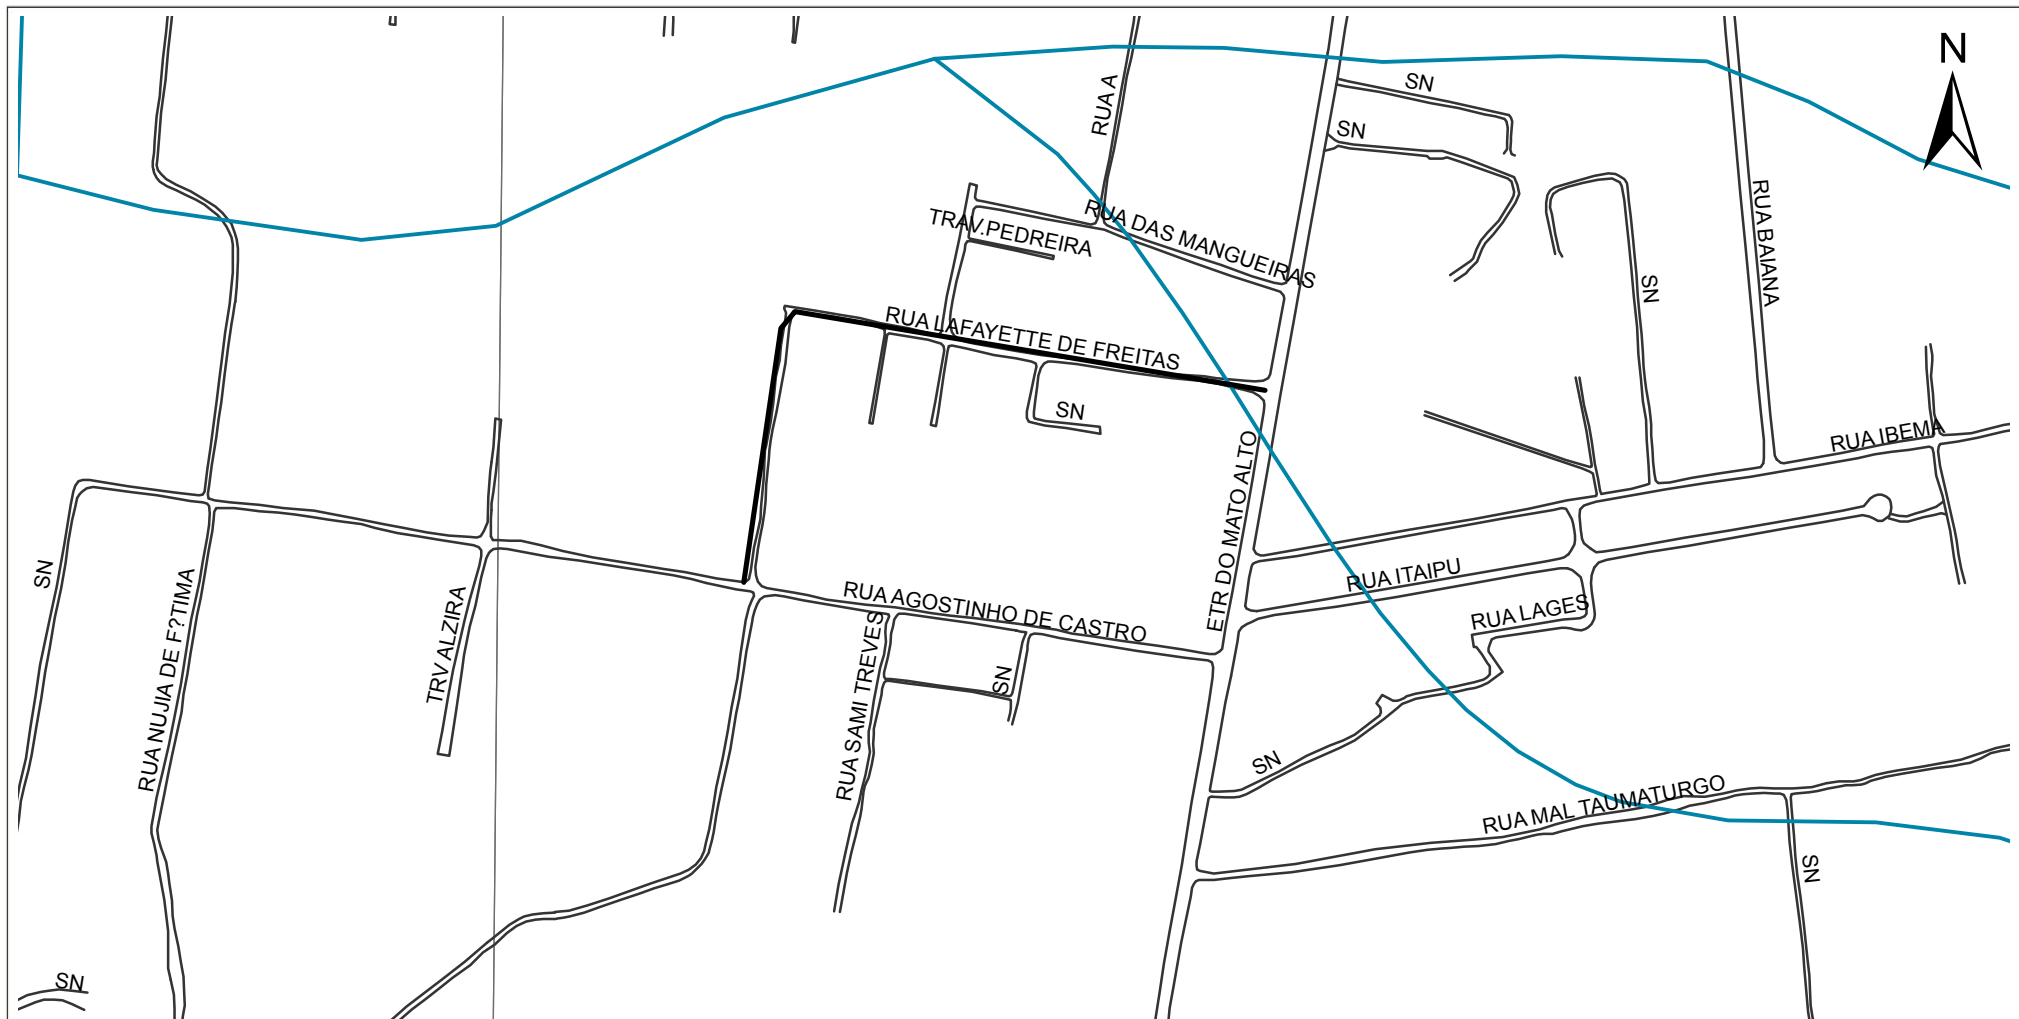 N
SN
RUA A
SN
RUA BAIANA
RUA DAS MANGUEIRAS
TRAV.PEDREIRA
SN
RUA LAFAYETTE DE FREITAS
SN
RUA IBEMA
ETR DO MATO ALTO
SN
RUA NUJIA DE F?TIMA
TRV ALZIRA
RUA ITAIPU
RUA AGOSTINHO DE CASTRO
RUA LAGES
RUA SAMI TREVES
SN
SN
RUA MAL TAUMATURGO
SN
SN